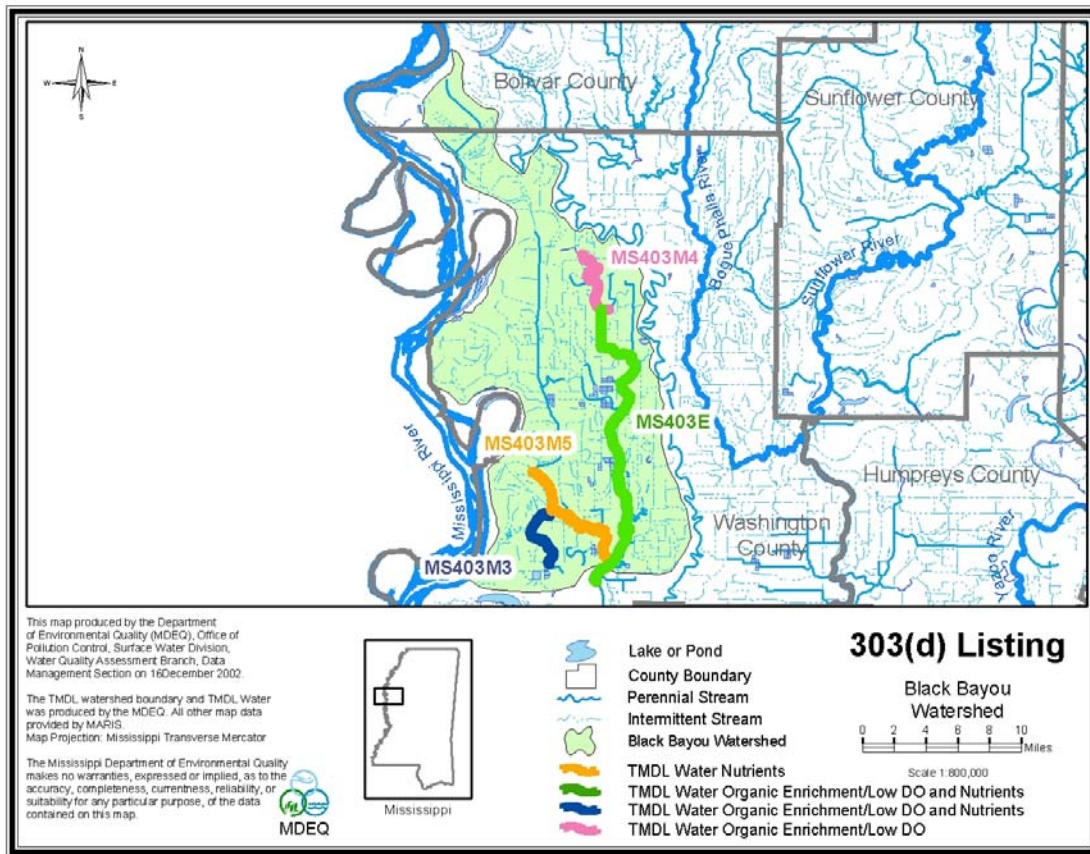 N
W
E
S
Bolivar County
Sunflower County
Bogue Phalia River
Sunflower River
MS403M4
MS403E
MS403M5
Mississippi River
Humpreys County
Washington
County
Yazoo River
MS403M3
This map produced by the Department
of Environmental Quality (MDEQ), Office of
Pollution Control, Surface Water Division,
Water Quality Assessment Branch, Data
Management Section on 16December 2002.
The TMDL watershed boundary and TMDL Water
was produced by the MDEQ. All other map data
provided by MARIS.
Map Projection: Mississippi Transverse Mercator
The Mississippi Department of Environmental Quality
makes no warranties, expressed or implied, as to the
accuracy, completeness, currentness, reliability, or
suitability for any particular purpose, of the data
contained on this map.
MDEQ
Mississippi
Lake or Pond
County Boundary
Perennial Stream
Intermittent Stream
Black Bayou Watershed
TMDL Water Nutrients
TMDL Water Organic Enrichment/Low DO and Nutrients
TMDL Water Organic Enrichment/Low DO and Nutrients
TMDL Water Organic Enrichment/Low DO
303(d) Listing
Black Bayou
Watershed
0 2 4 6 8 10
Miles
Scale 1:800,000